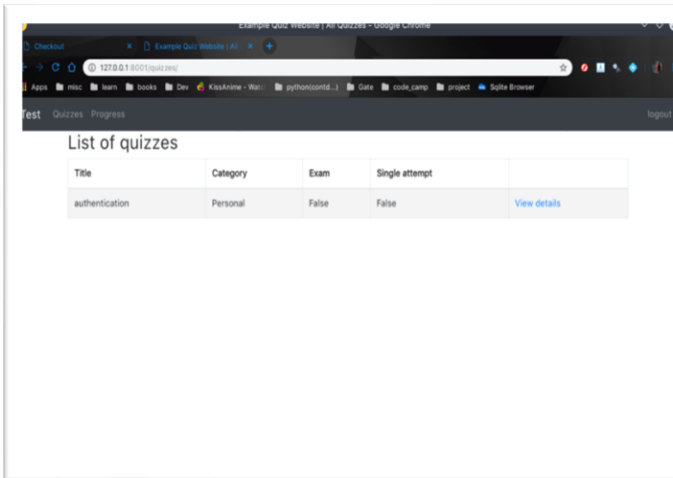 Example Quiz Website | All Quizzes - Google Chrome
Checkout × Example Quiz Website | All × +
127.0.0.1:8001/quizzes/
Apps misc learn books Dev KissAnime - Wat... python(contd...) Gate code_camp project Sqlite Browser
Test Quizzes Progress logout
List of quizzes
Title Category Exam Single attempt
authentication Personal False False View details